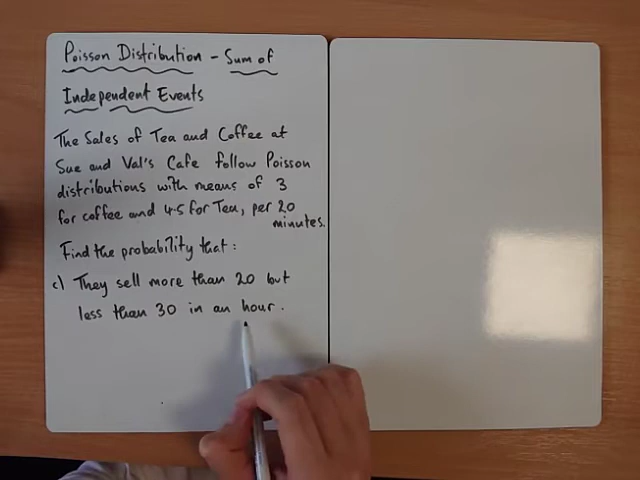 Poisson Distribution - Sum of
Independent Events
The Sales of Tea and Coffee at
Sue and Val's Cafe follow Poisson
distributions with means of 3
for coffee and 4.5 for Tea, per 20
minutes.
Find the probability that:
c) They sell more than 20 but
less than 30 in an hour.